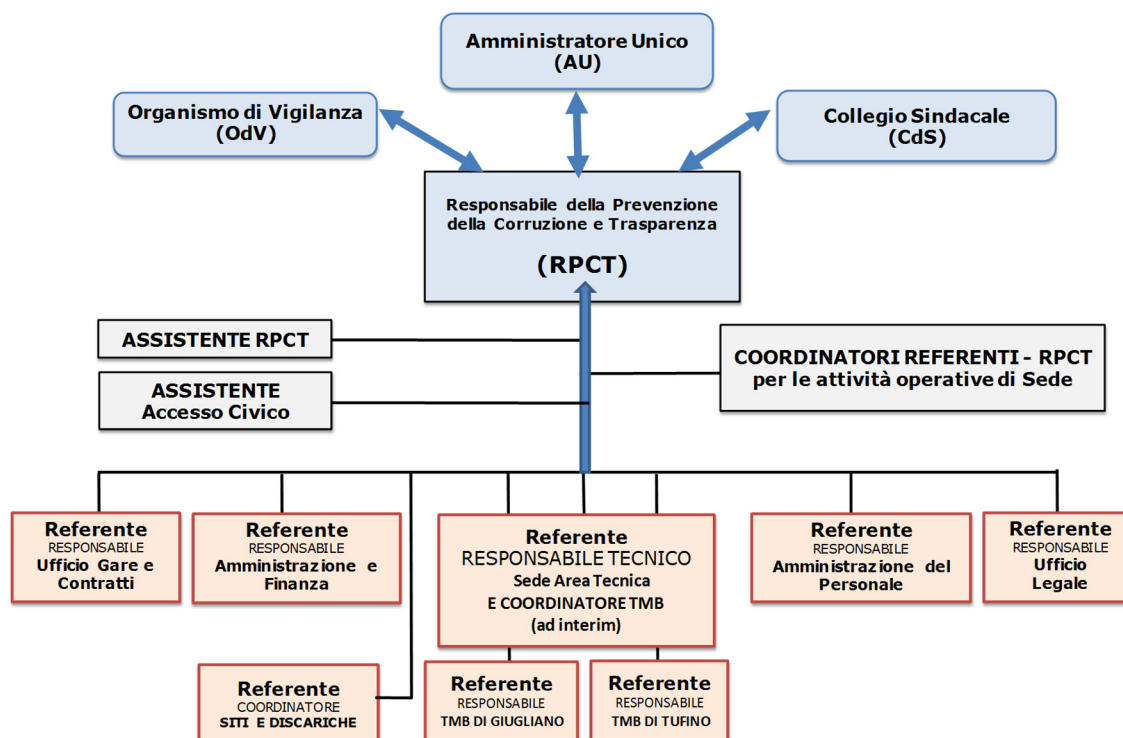 Amministratore Unico
(AU)
Organismo di Vigilanza
(OdV)
Collegio Sindacale
(CdS)
Responsabile della Prevenzione
della Corruzione e Trasparenza
(RPCT)
ASSISTENTE RPCT
COORDINATORI REFERENTI - RPCT
per le attività operative di Sede
ASSISTENTE
Accesso Civico
Referente
RESPONSABILE
Ufficio Gare e
Contratti
Referente
RESPONSABILE
Amministrazione e
Finanza
Referente
RESPONSABILE TECNICO
Sede Area Tecnica
E COORDINATORE TMB
(ad interim)
Referente
RESPONSABILE
Amministrazione del
Personale
Referente
RESPONSABILE
Ufficio
Legale
Referente
COORDINATORE
SITI E DISCARICHE
Referente
RESPONSABILE
TMB DI GIUGLIANO
Referente
RESPONSABILE
TMB DI TUFINO